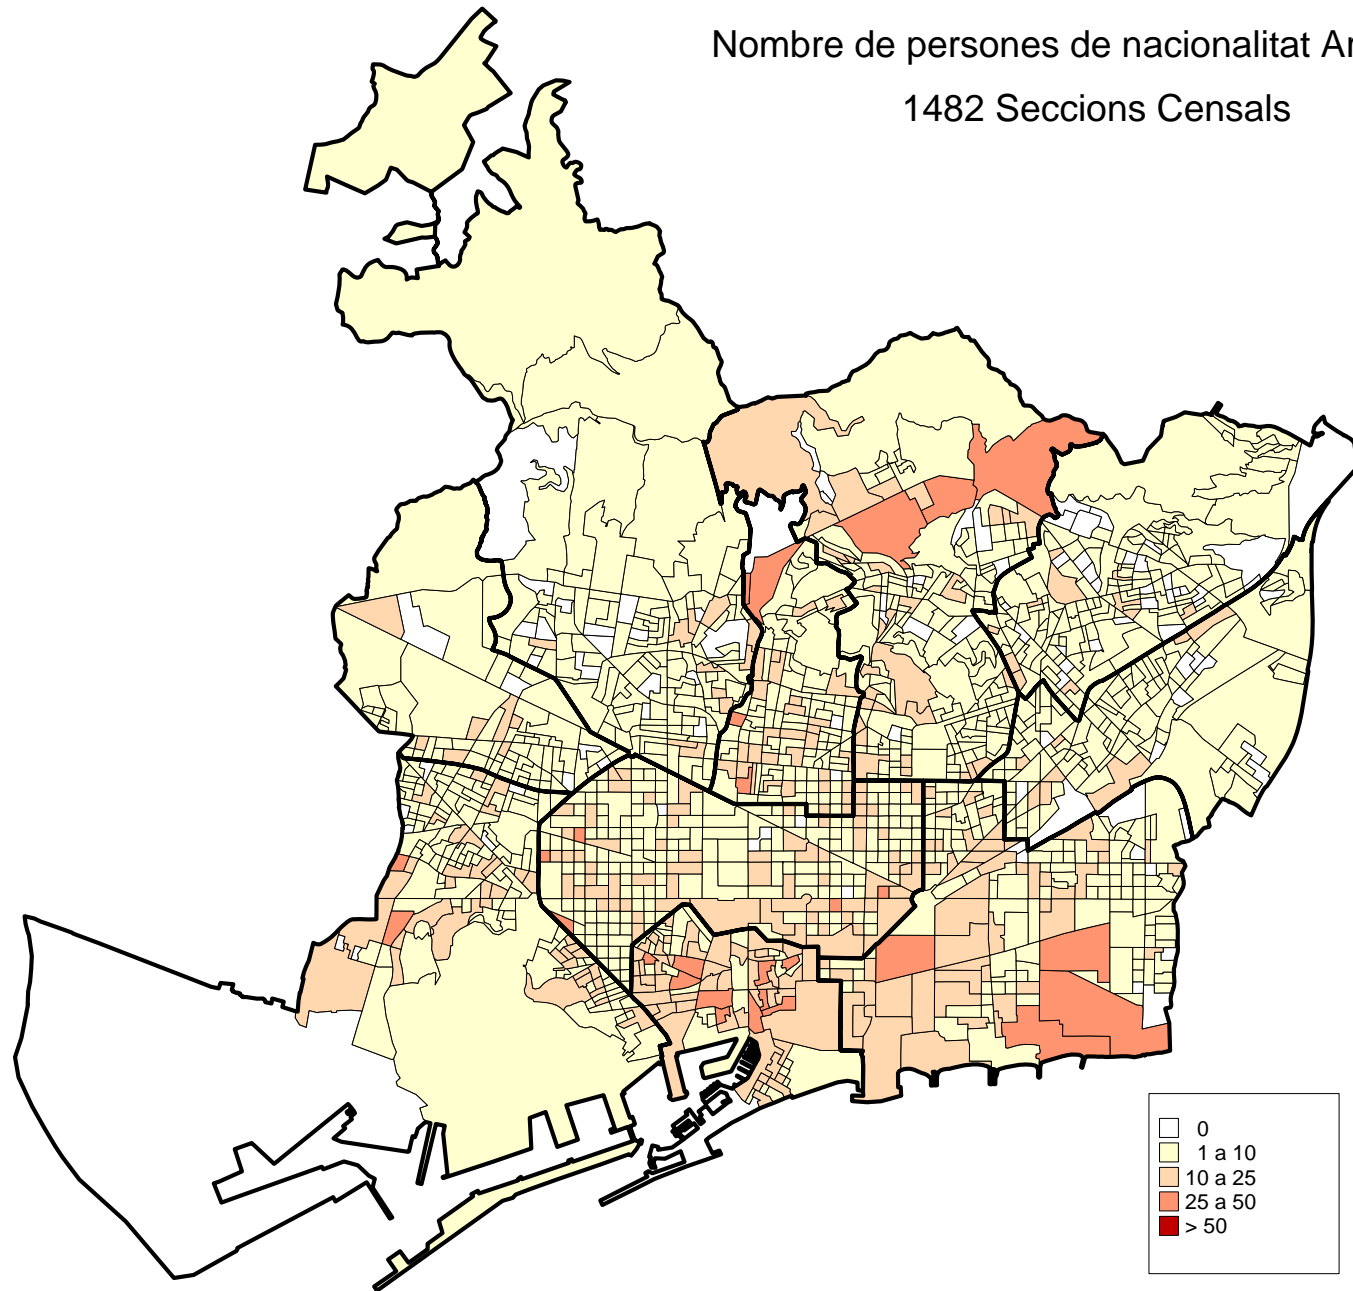 Nombre de persones de nacionalitat
1482 Seccions Censals
0
1 a 10
10 a 25
25 a 50
> 50